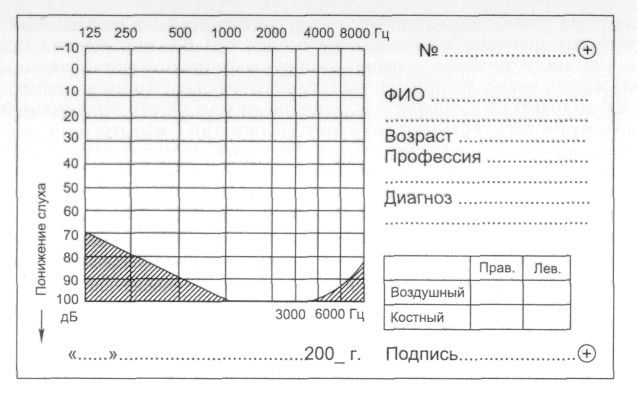 125 250 500 1000 2000 4000 8000 Гц
–10
0
10
20
30
40
50
60
70
80
90
100
дБ
3000 6000 Гц
Понижение слуха
№ ........................ +
ФИО ........................
Возраст ........................
Профессия ..................
....................................
Диагноз .......................
....................................
Прав. Лев.
Воздушный
Костный
«......»....................................200_ г.
Подпись.................... +